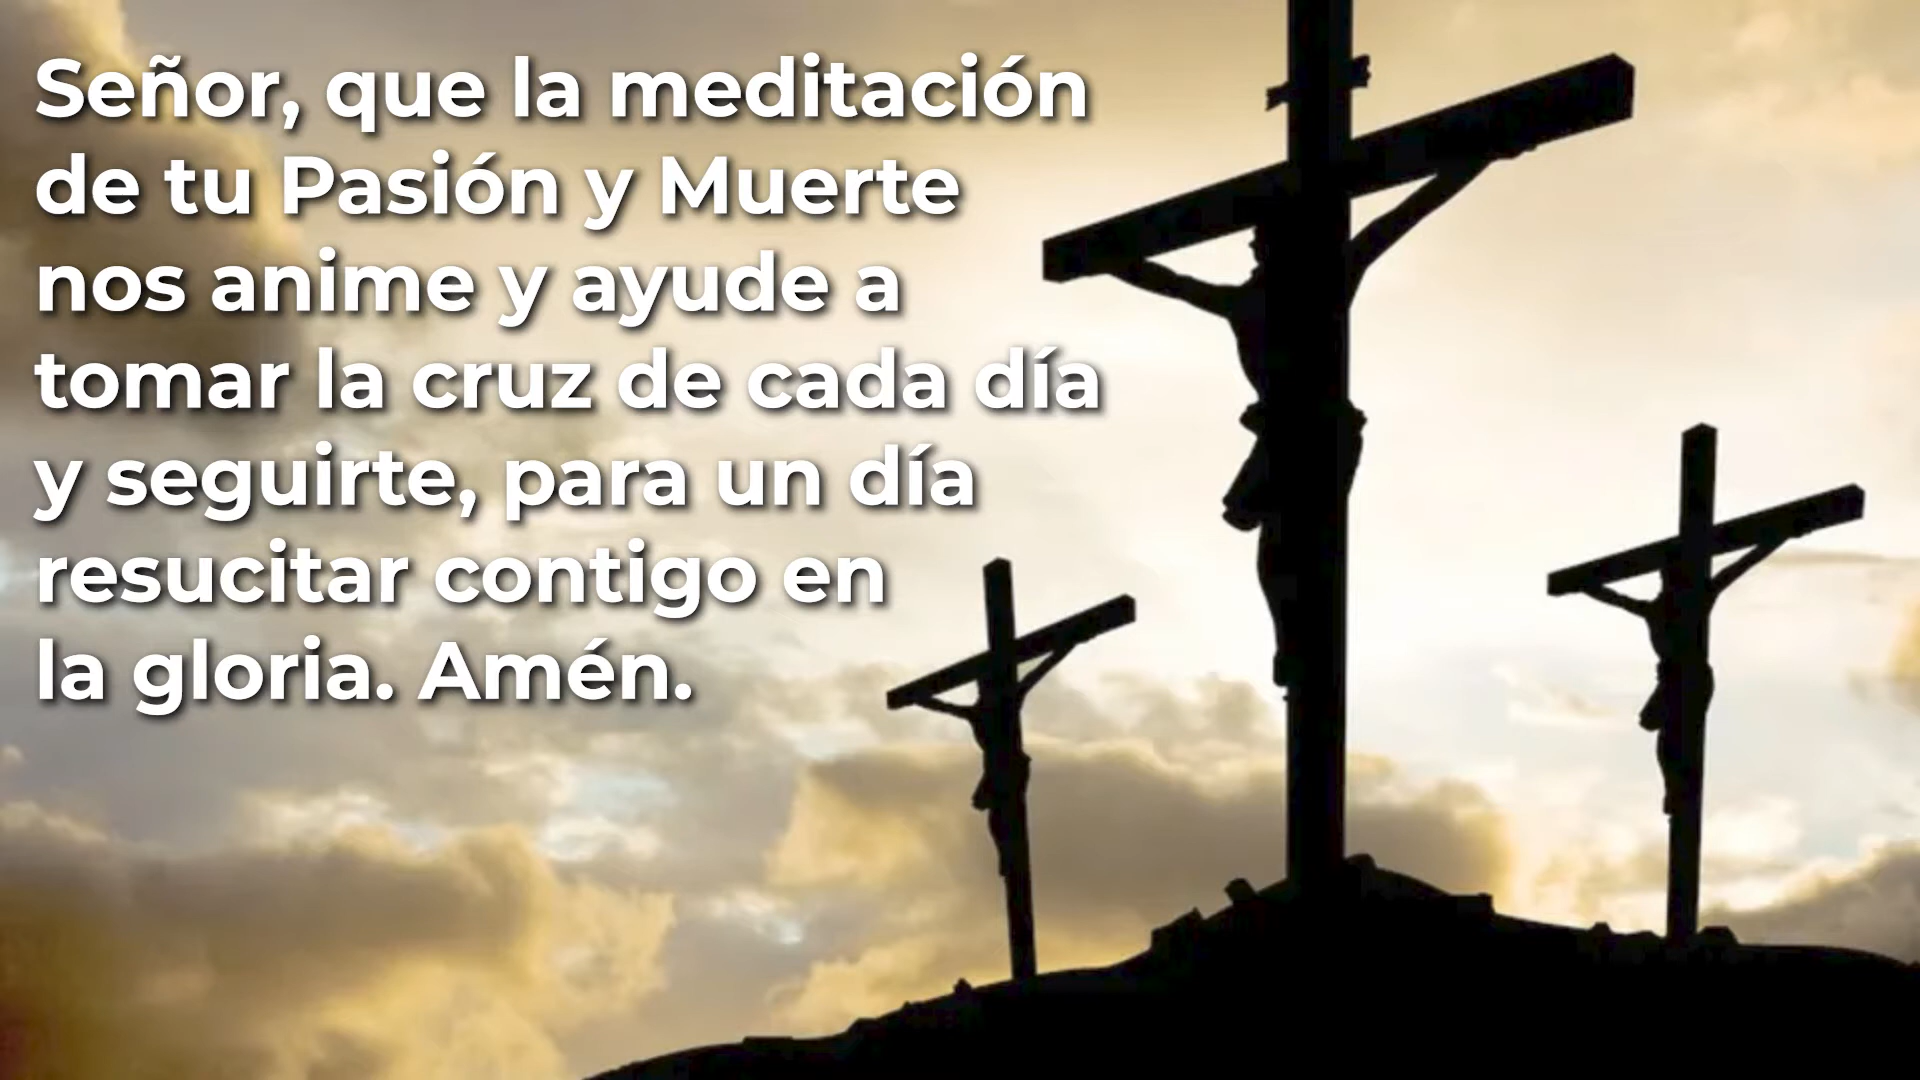 Señor, que la meditación
de tu Pasión y Muerte
nos anime y ayude a
tomar la cruz de cada día
y seguirte, para un día
resucitar contigo en
la gloria. Amén.